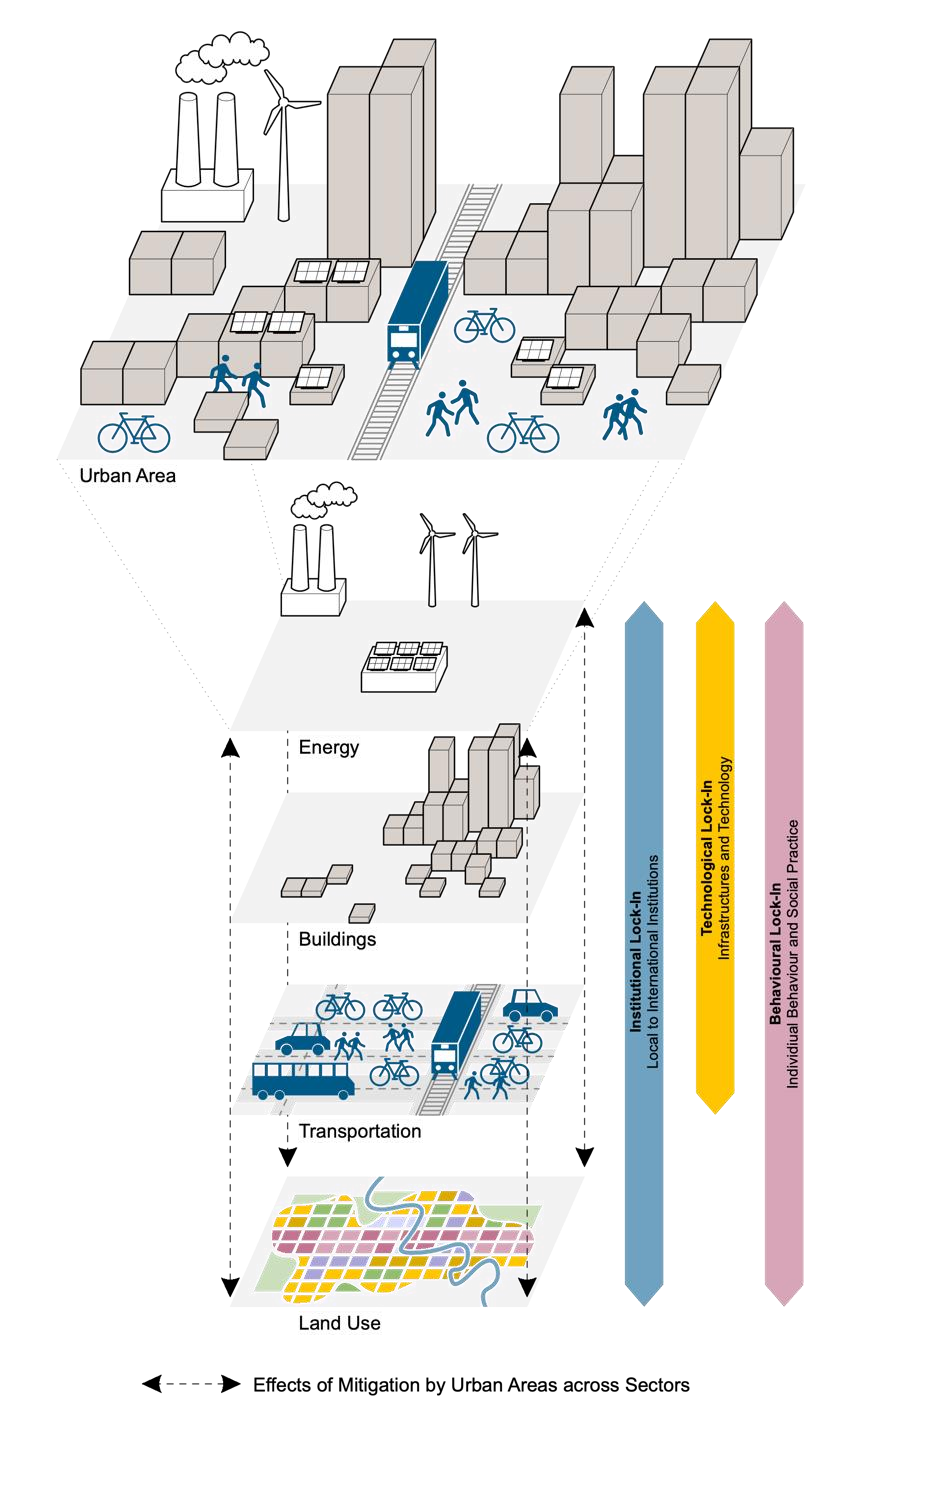 Urban Area
Energy
Buildings
Transportation
Land Use
Institutional Lock-In
Local to International Institutions
Technological Lock-In
Infrastructures and Technology
Behavioural Lock-In
Individiual Behaviour and Social Practice
Effects of Mitigation by Urban Areas across Sectors